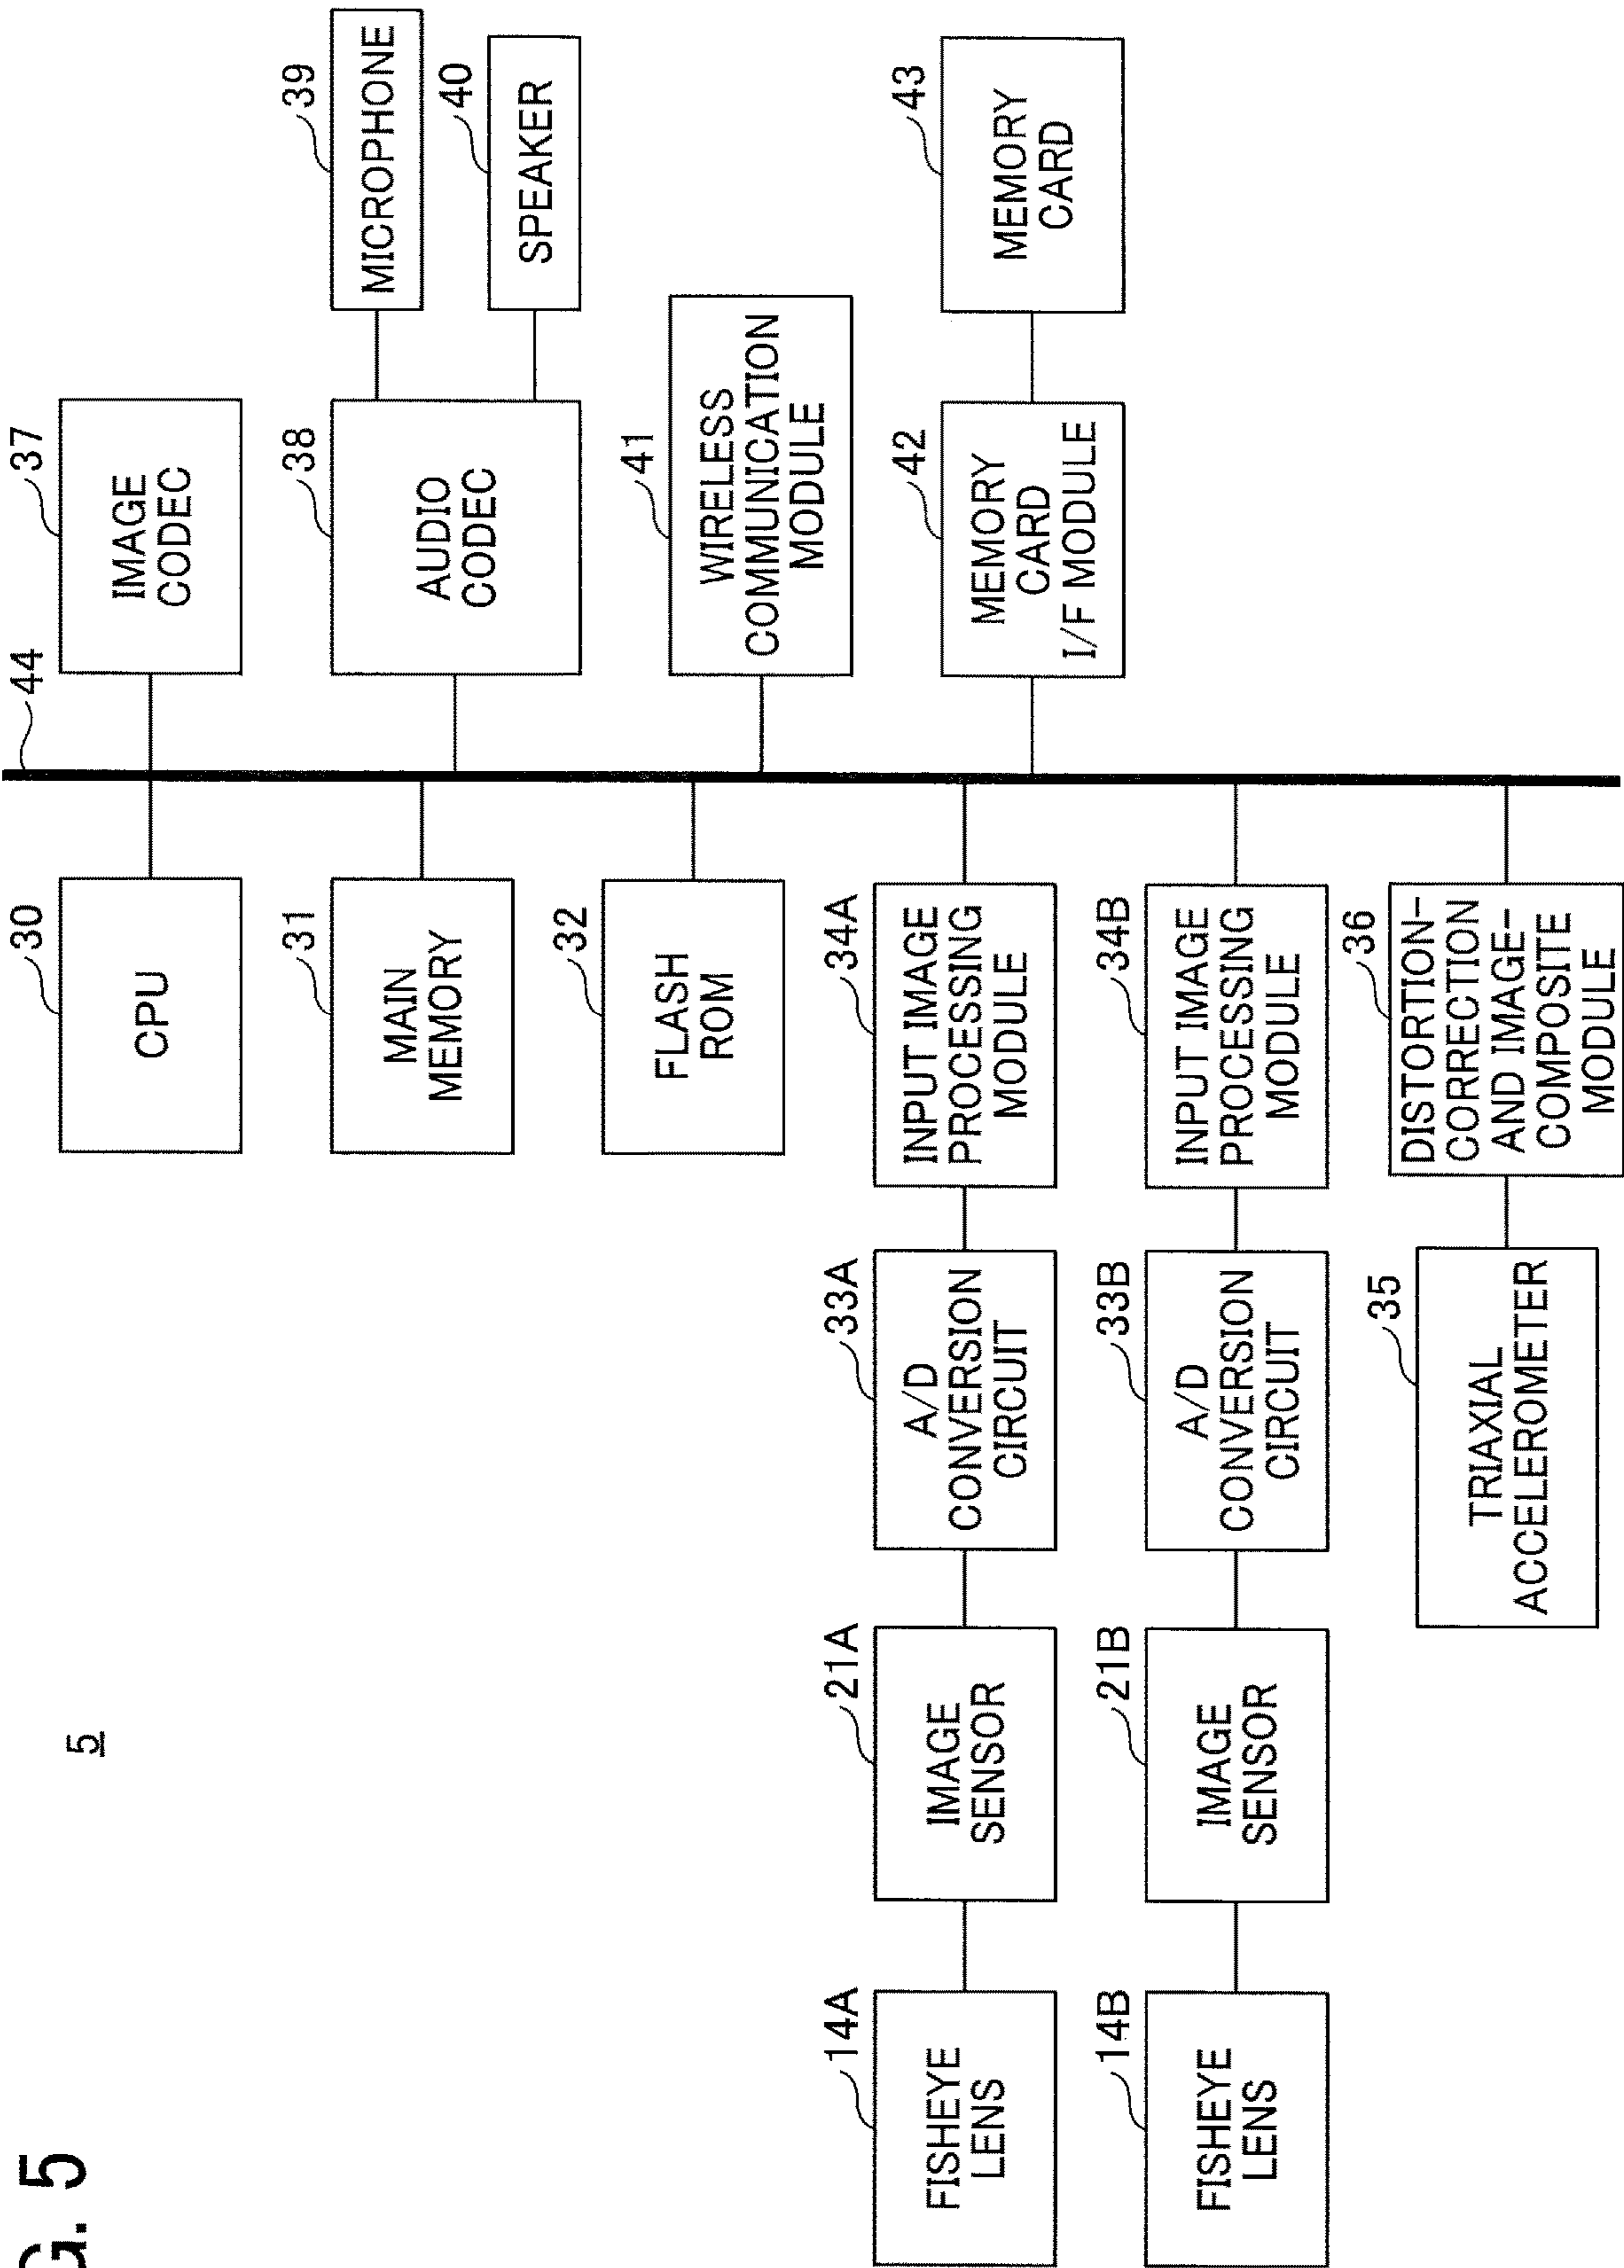 G. 5
5
44
30
CPU
31
MAIN
MEMORY
32
FLASH
ROM
14A
FISHEYE
LENS
21A
IMAGE
SENSOR
33A
A/D
CONVERSION
CIRCUIT
34A
INPUT IMAGE
PROCESSING
MODULE
14B
FISHEYE
LENS
21B
IMAGE
SENSOR
33B
A/D
CONVERSION
CIRCUIT
34B
INPUT IMAGE
PROCESSING
MODULE
35
TRIAXIAL
ACCELEROMETER
36
DISTORTION-
CORRECTION
AND IMAGE-
COMPOSITE
MODULE
37
IMAGE
CODEC
38
AUDIO
CODEC
39
MICROPHONE
40
SPEAKER
41
WIRELESS
COMMUNICATION
MODULE
42
MEMORY
CARD
I/F MODULE
43
MEMORY
CARD